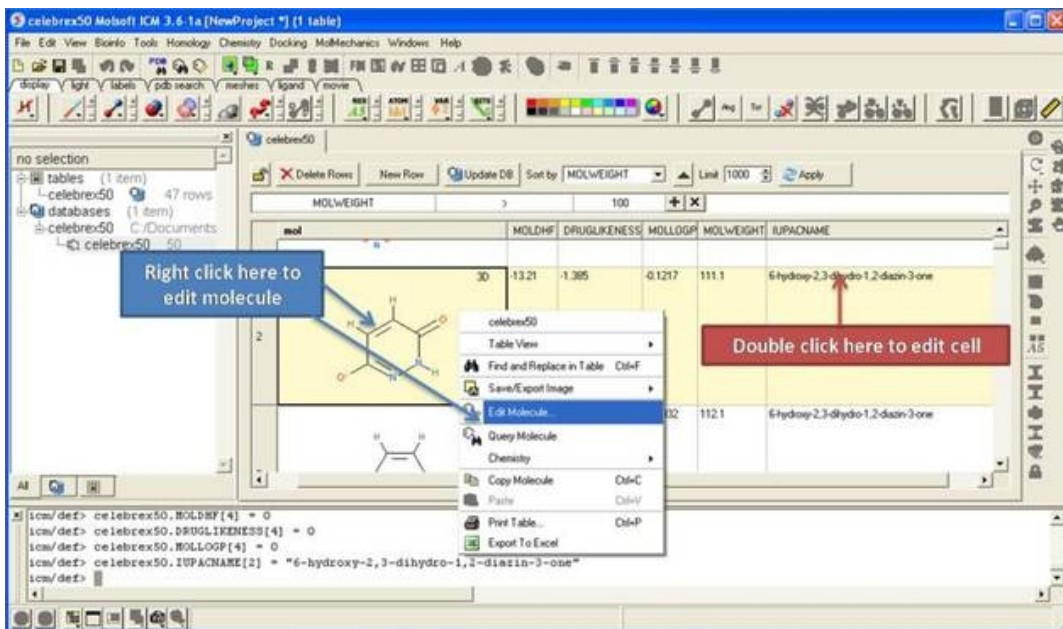 celebrex50 Molsoft ICM 3.6-1a [NewProject *] (1 table)
File Edit View Bioinfo Tools Homology Chemistry Docking MolMechanics Windows Help
display light labels pdb search meshes ligand movie
no selection
tables (1 item)
celebrex50 47 rows
databases (1 item)
celebrex50 C:/Documents
celebrex50 50
All
celebrex50
Delete Rows New Row Update DB Sort by MOLWEIGHT Limit 1000 Apply
MOLWEIGHT > 100
mol MOLDHF DRUGLIKENESS MOLLOGP MOLWEIGHT IUPACNAME
3D -13.21 -1.385 -0.1217 111.1 6-hydroxy-2,3-dihydro-1,2-diazin-3-one
2
112.1 6-hydroxy-2,3-dihydro-1,2-diazin-3-one
Right click here to
edit molecule
Double click here to edit cell
celebrex50
Table View
Find and Replace in Table Ctrl+F
Save/Export Image
Edit Molecule...
Query Molecule
Chemistry
Copy Molecule Ctrl+C
Paste Ctrl+V
Print Table... Ctrl+P
Export To Excel
icm/def> celebrex50.MOLDHF[4] = 0
icm/def> celebrex50.DRUGLIKENESS[4] = 0
icm/def> celebrex50.MOLLOGP[4] = 0
icm/def> celebrex50.IUPACNAME[2] = "6-hydroxy-2,3-dihydro-1,2-diazin-3-one"
icm/def>